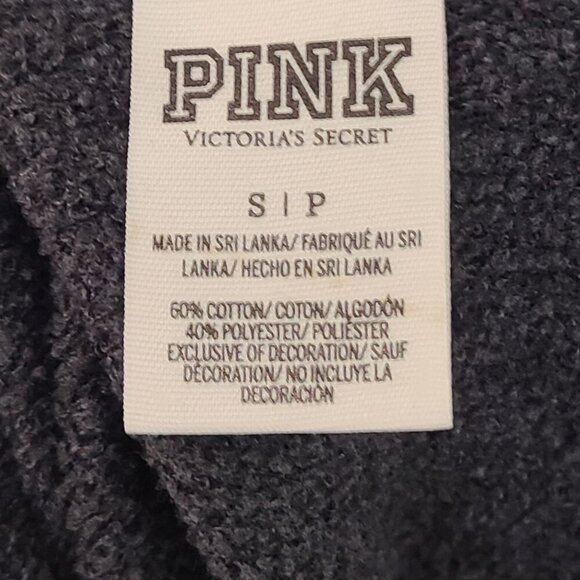 PINK
VICTORIA'S SECRET
S | P
MADE IN SRI LANKA/ FABRIQUÉ AU SRI
LANKA/ HECHO EN SRI LANKA
60% COTTON/ COTON/ ALGODÓN
40% POLYESTER/ POLIÉSTER
EXCLUSIVE OF DECORATION/ SAUF
DÉCORATION/ NO INCLUYE LA
DECORACIÓN